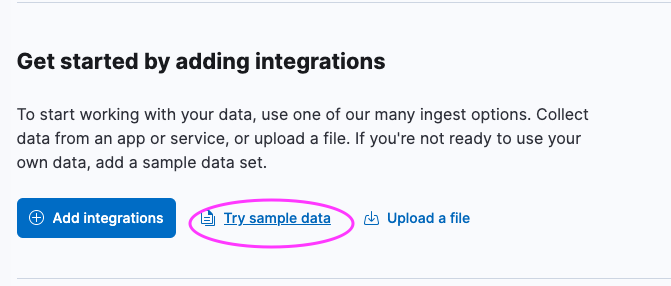 Get started by adding integrations
To start working with your data, use one of our many ingest options. Collect
data from an app or service, or upload a file. If you're not ready to use your
own data, add a sample data set.
Add integrations Try sample data Upload a file